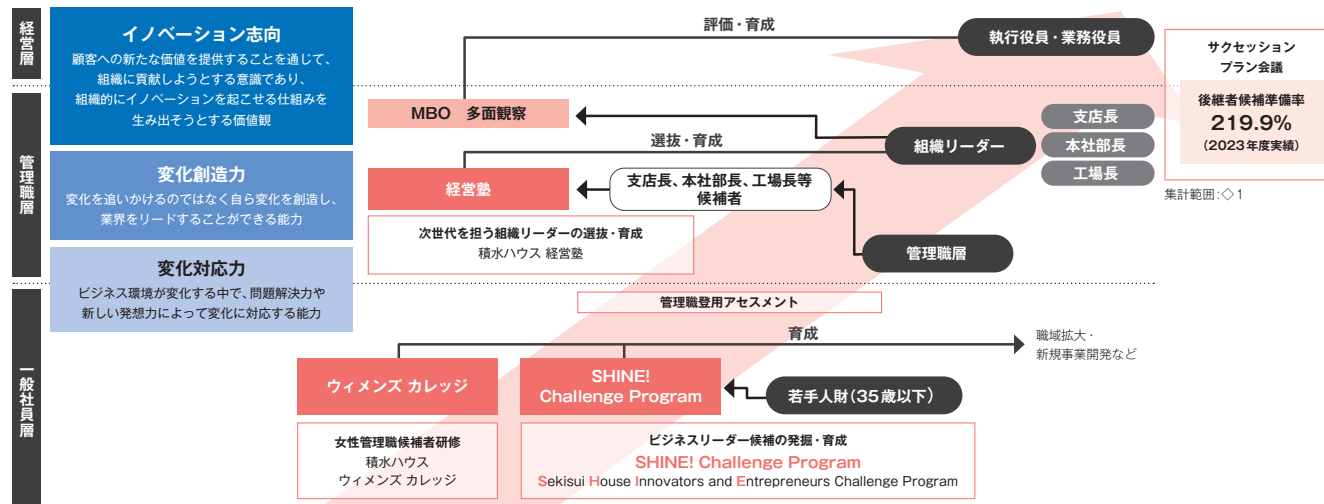 経営層
管理職層
一般社員層
イノベーション志向
顧客への新たな価値を提供することを通じて、
組織に貢献しようとする意識であり、
組織的にイノベーションを起こせる仕組みを
生み出そうとする価値観
変化創造力
変化を追いかけるのではなく自ら変化を創造し、
業界をリードすることができる能力
変化対応力
ビジネス環境が変化する中で、問題解決力や
新しい発想力によって変化に対応する能力
評価・育成
執行役員・業務役員
MBO 多面観察
選抜・育成
組織リーダー
支店長
本社部長
工場長
経営塾
支店長、本社部長、工場長等
候補者
次世代を担う組織リーダーの選抜・育成
積水ハウス 経営塾
管理職層
サクセッション
プラン会議
後継者候補準備率
219.9%
(2023年度実績)
集計範囲:◇1
管理職登用アセスメント
育成
職域拡大・
新規事業開発など
ウィメンズ カレッジ
SHINE!
Challenge Program
若手人財(35歳以下)
女性管理職候補者研修
積水ハウス
ウィメンズ カレッジ
ビジネスリーダー候補の発掘・育成
SHINE! Challenge Program
Sekisui House Innovators and Entrepreneurs Challenge Program